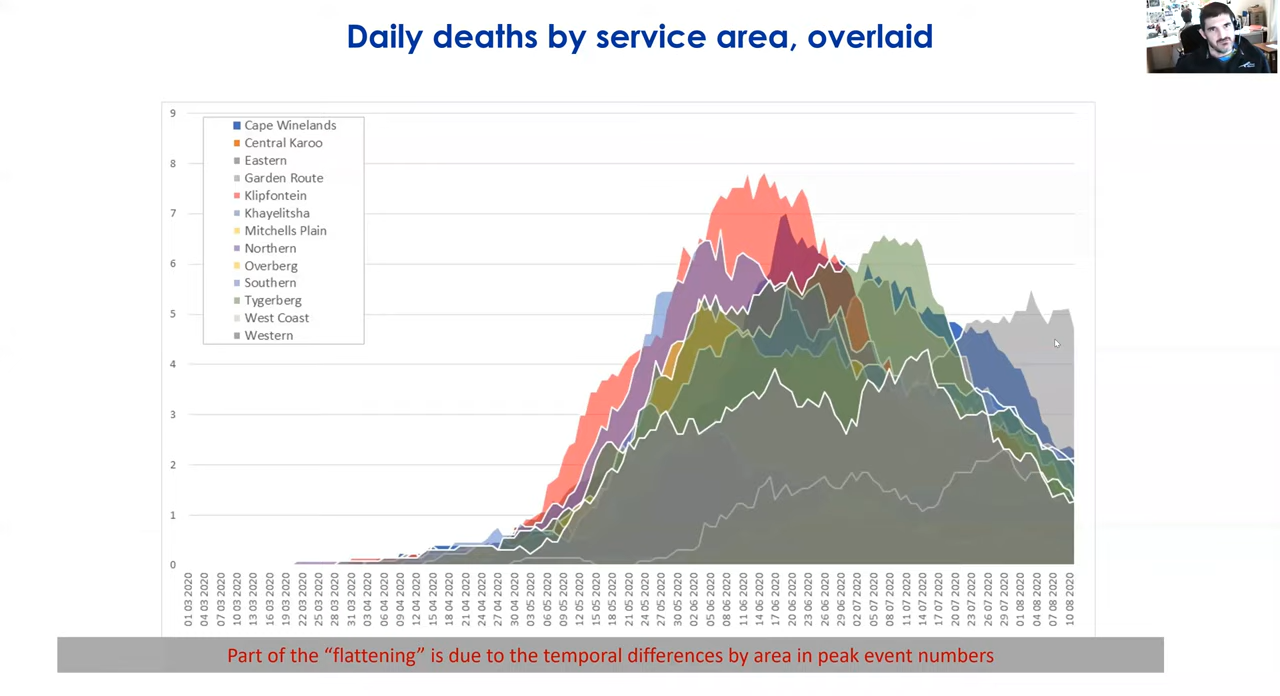 Daily deaths by service area, overlaid
9
8
7
6
5
4
3
2
1
0
Cape Winelands
Central Karoo
Eastern
Garden Route
Klipfontein
Khayelitsha
Mitchells Plain
Northern
Overberg
Southern
Tygerberg
West Coast
Western
01 03 2020
04 03 2020
07 03 2020
10 03 2020
13 03 2020
16 03 2020
19 03 2020
22 03 2020
25 03 2020
28 03 2020
31 03 2020
03 04 2020
06 04 2020
09 04 2020
12 04 2020
15 04 2020
18 04 2020
21 04 2020
24 04 2020
27 04 2020
30 04 2020
03 05 2020
06 05 2020
09 05 2020
12 05 2020
15 05 2020
18 05 2020
21 05 2020
24 05 2020
27 05 2020
30 05 2020
02 06 2020
05 06 2020
08 06 2020
11 06 2020
14 06 2020
17 06 2020
20 06 2020
23 06 2020
26 06 2020
29 06 2020
02 07 2020
05 07 2020
08 07 2020
11 07 2020
14 07 2020
17 07 2020
20 07 2020
23 07 2020
26 07 2020
29 07 2020
01 08 2020
04 08 2020
07 08 2020
10 08 2020
Part of the “flattening” is due to the temporal differences by area in peak event numbers